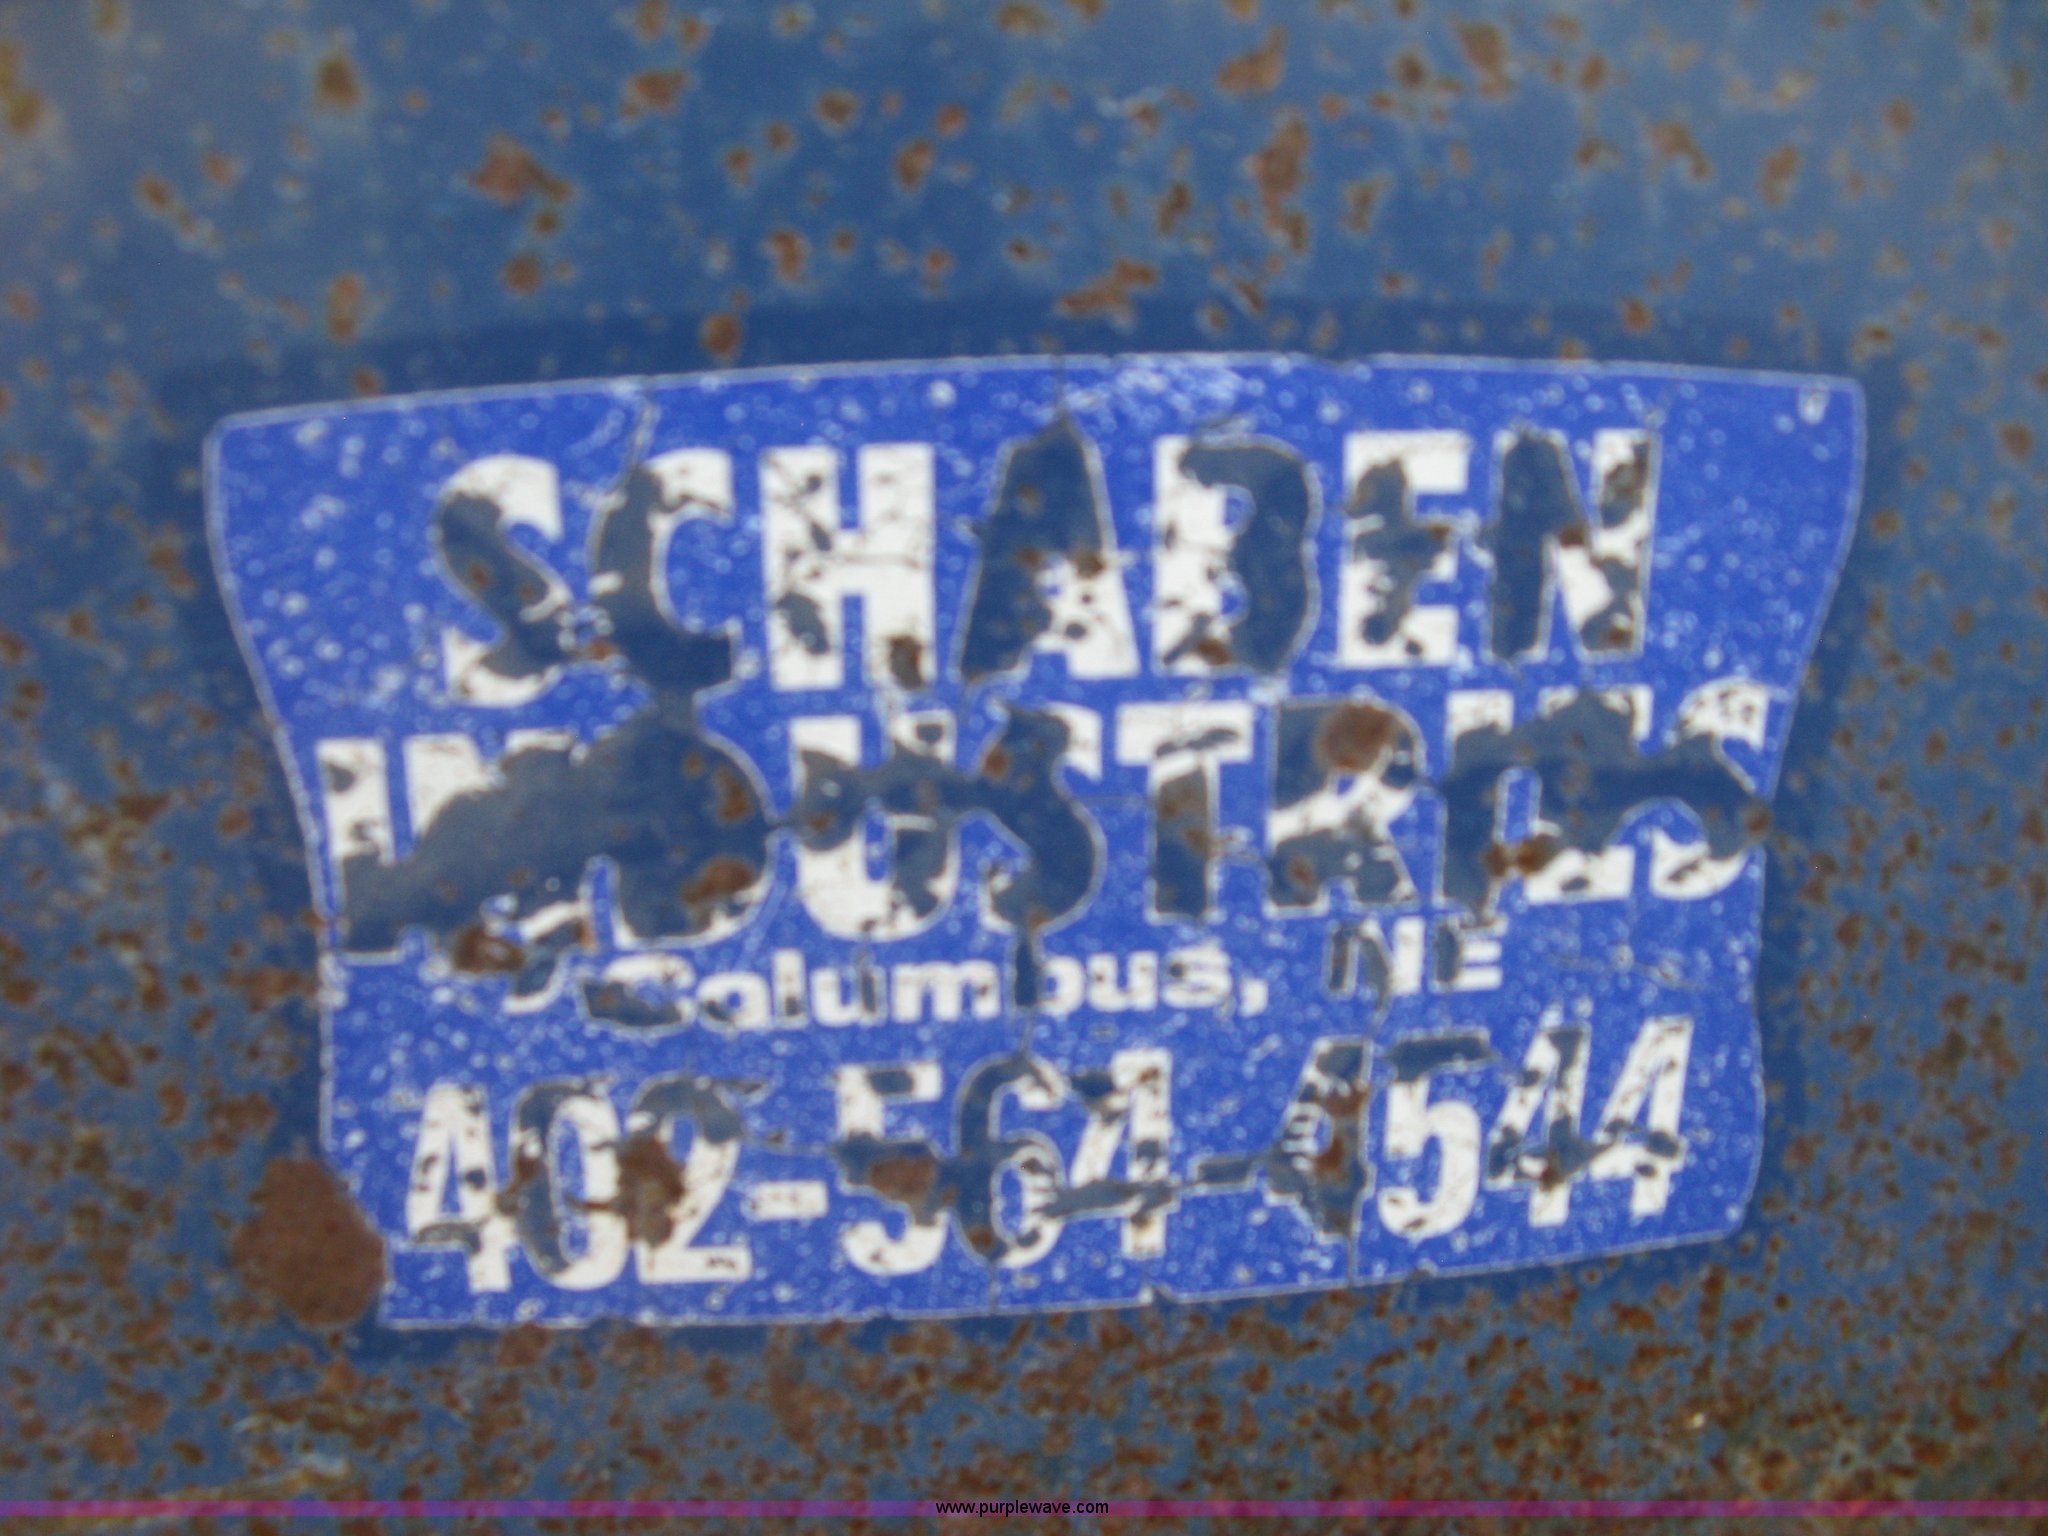 SCHADEN
INDUSTRIES
Columbus, NE
402-564-4544
www.purplewave.com